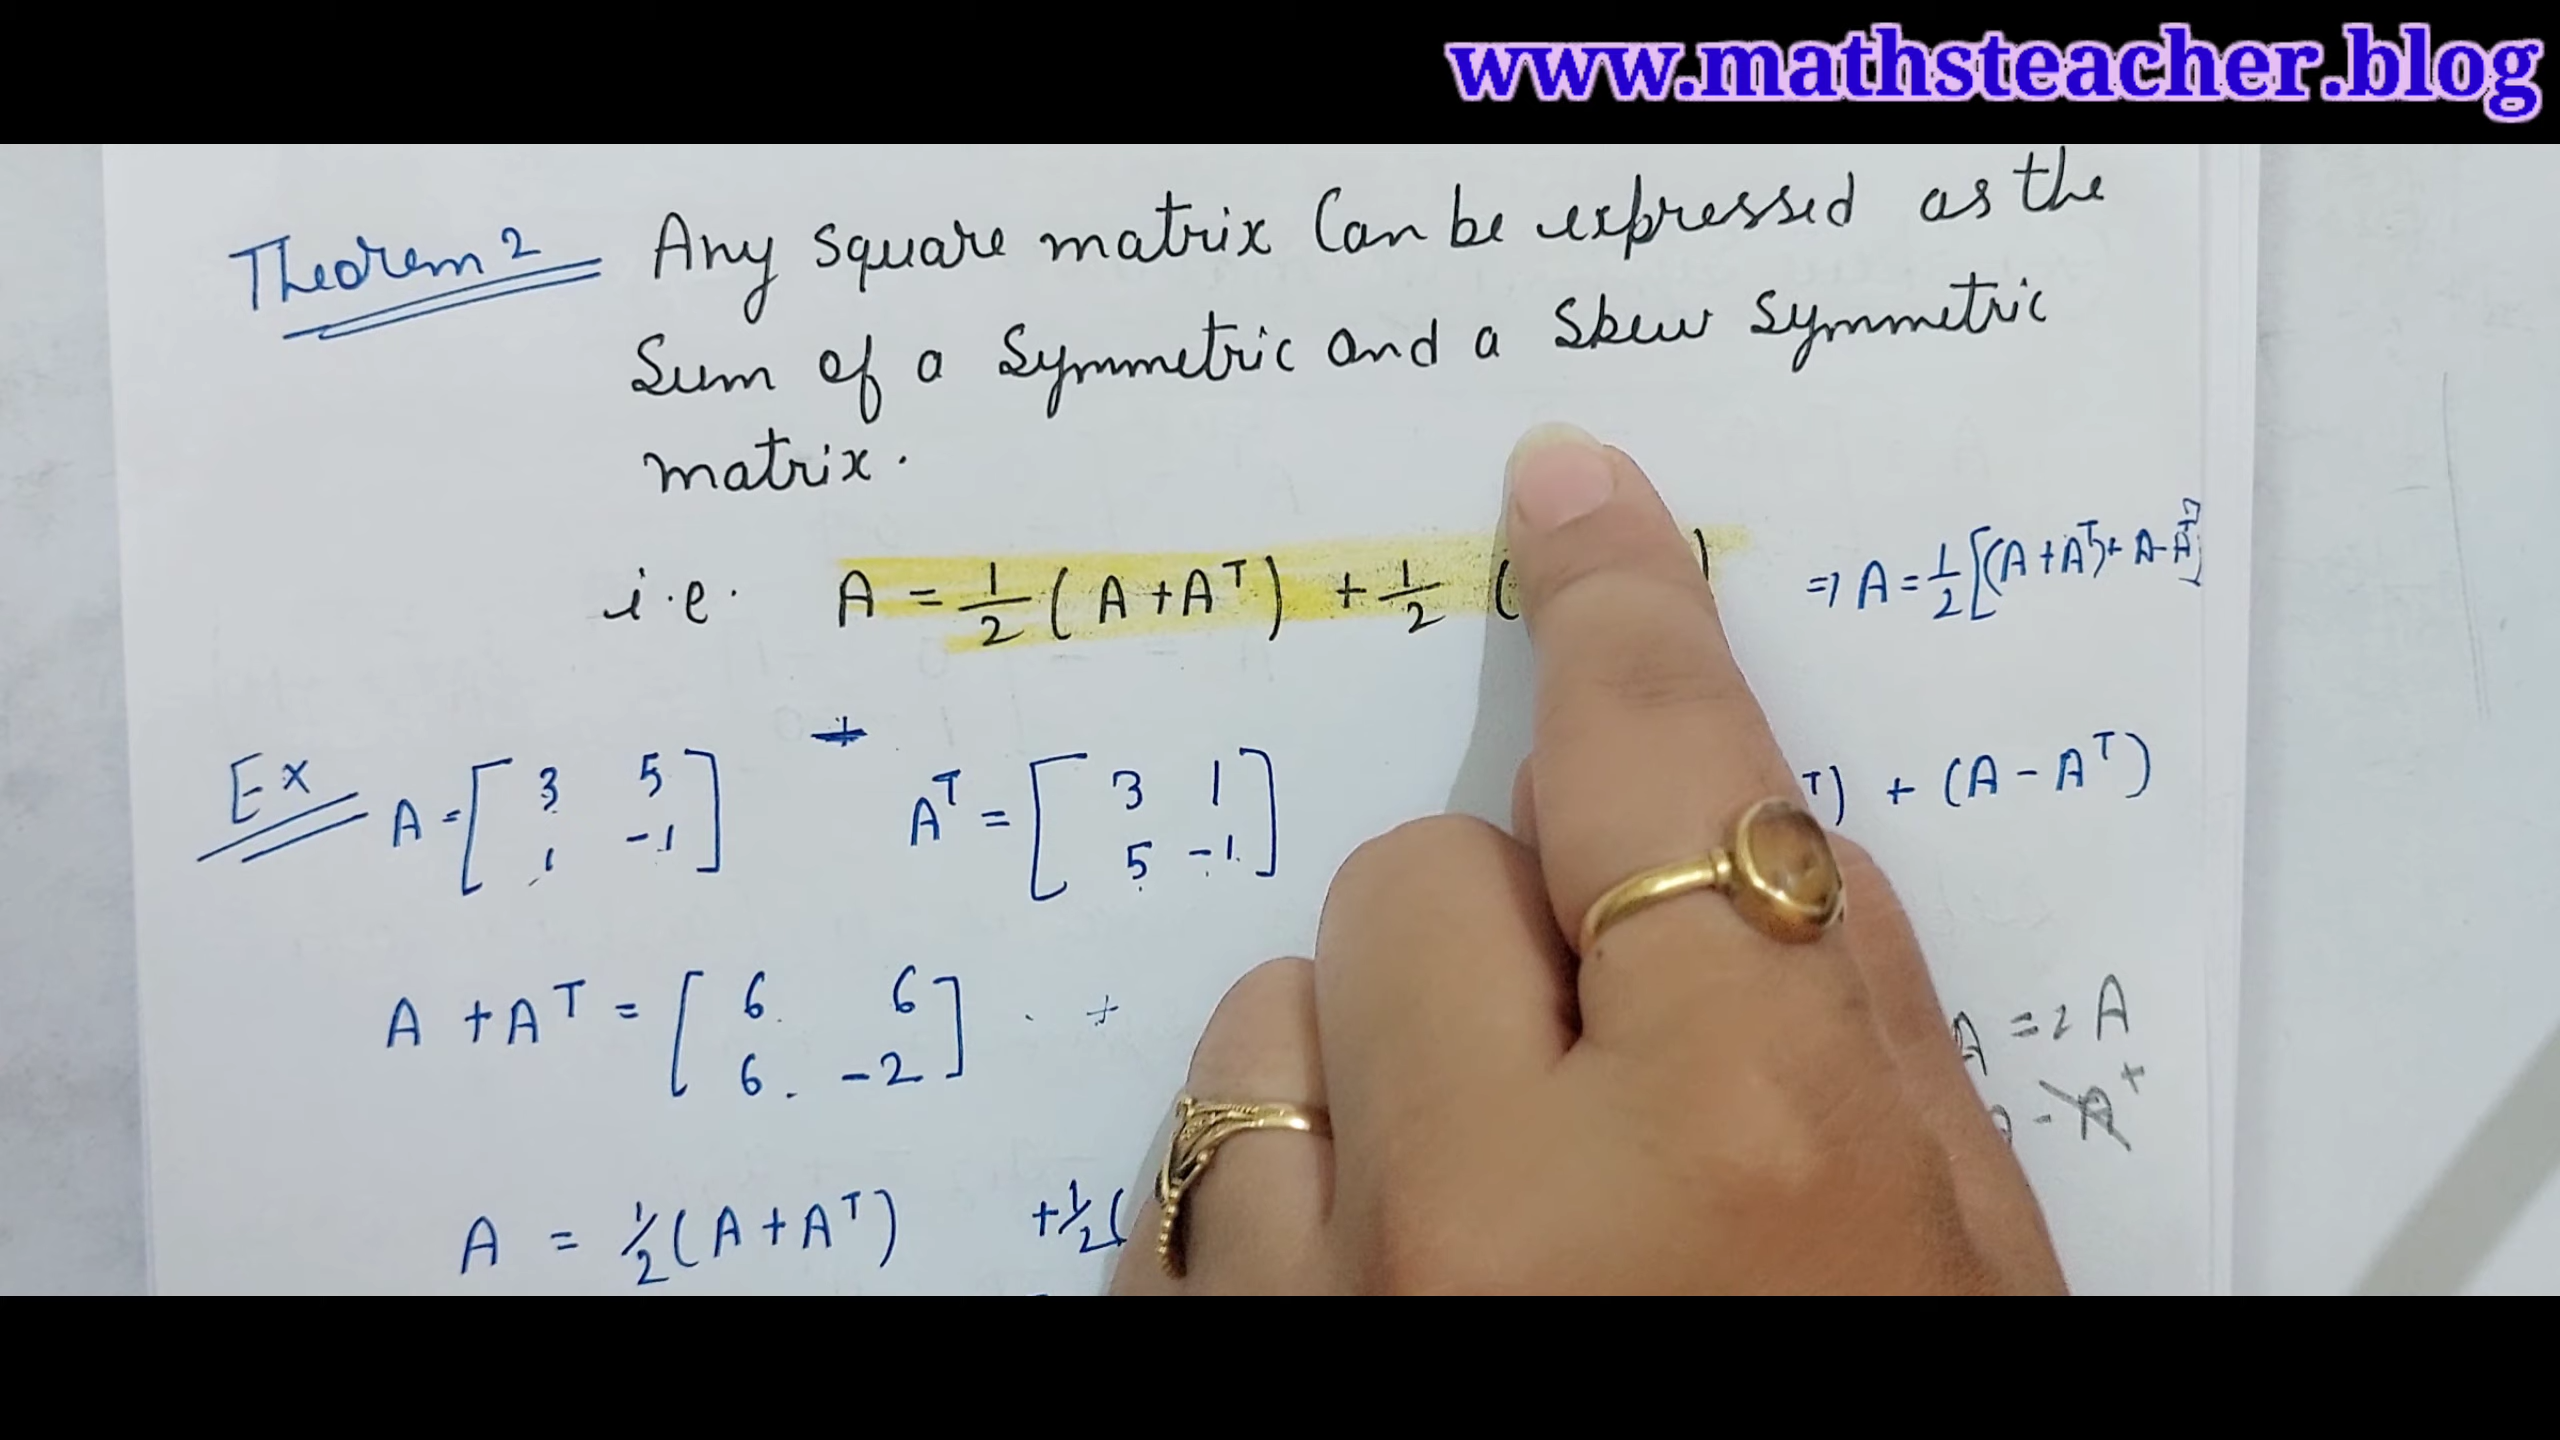 www.mathsteacher.blog
Theorem 2 Any square matrix Can be expressed as the
Sum of a Symmetric and a Skew Symmetric
matrix.
i.e. A = 1/2 (A + A^T) + 1/2 ( ) ⇒ A = 1/2 [(A + A^T) + A - A^T]
Ex A = [ 3 5 A^T = [ 3 1 T) + (A - A^T)
1 -1 ] 5 -1 ]
A + A^T = [ 6 6 + A = 2A
6 -2 ] - A^+
A = 1/2 (A + A^T) + 1/2 (